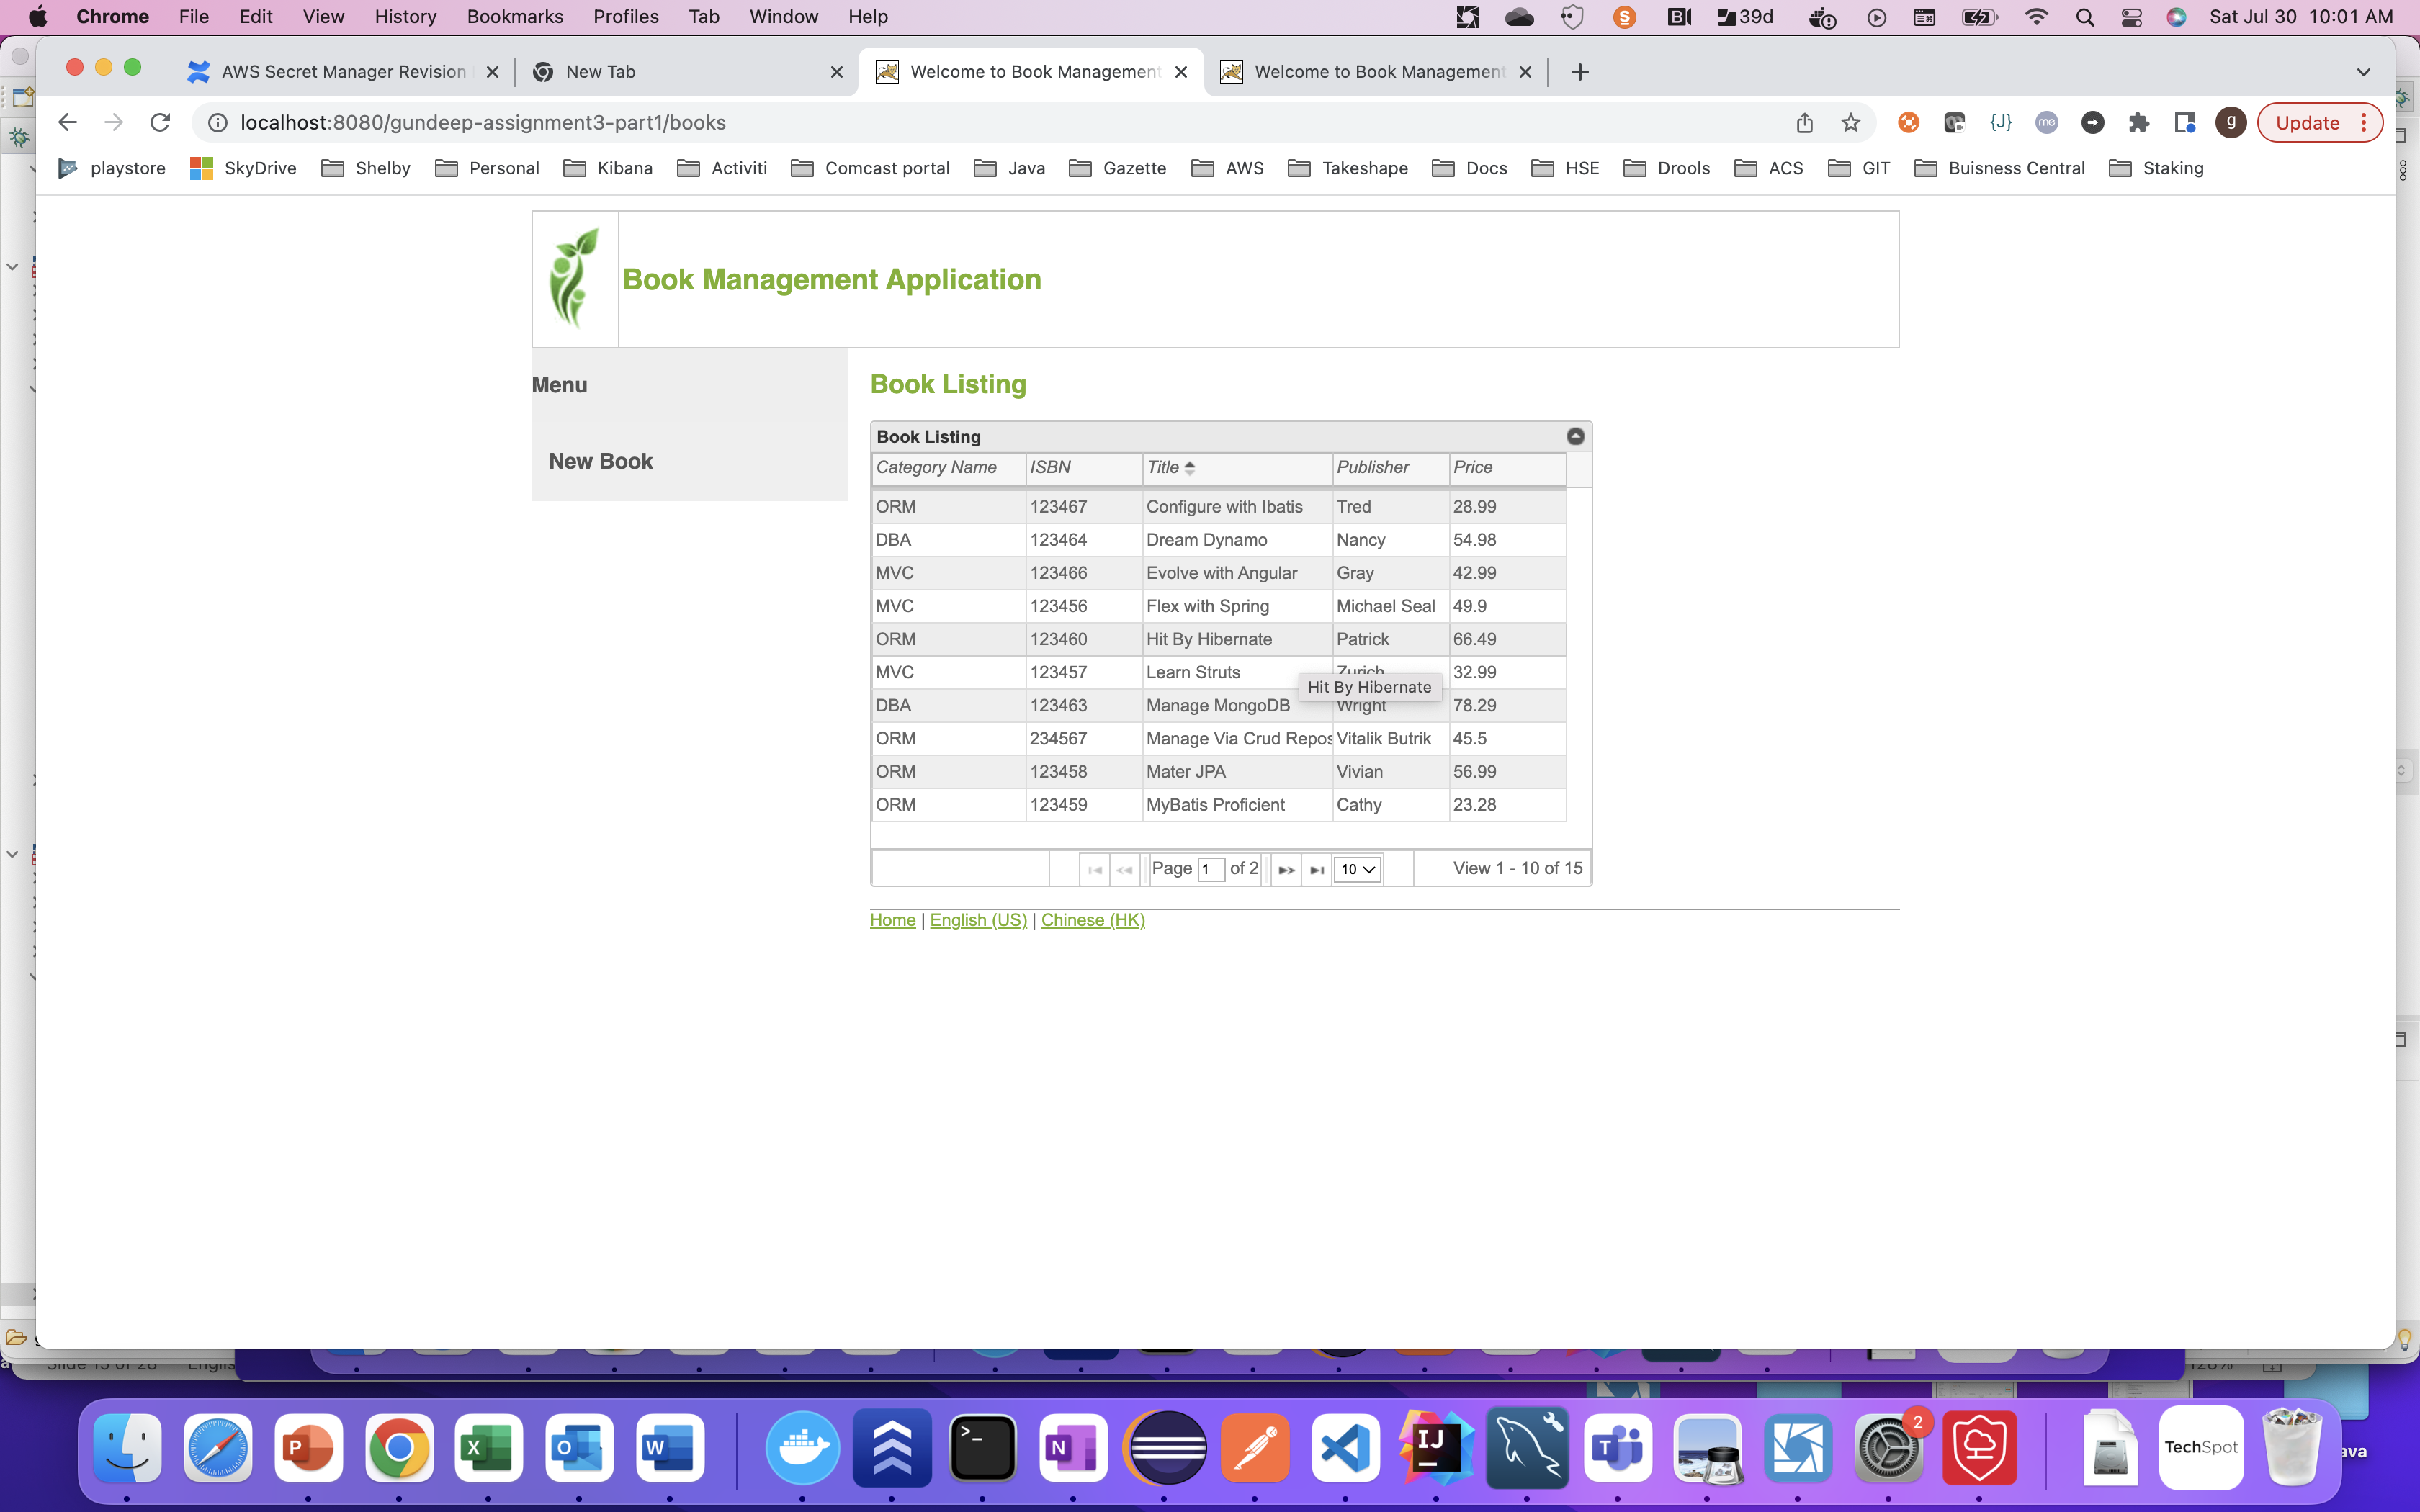 Chrome File Edit View History Bookmarks Profiles Tab Window Help 39d Sat Jul 30 10:01 AM
AWS Secret Manager Revision New Tab Welcome to Book Management Welcome to Book Management
localhost:8080/gundeep-assignment3-part1/books {J} me g Update
playstore SkyDrive Shelby Personal Kibana Activiti Comcast portal Java Gazette AWS Takeshape Docs HSE Drools ACS GIT Buisness Central Staking
Book Management Application
Menu
New Book
Book Listing
Book Listing
Category Name ISBN Title Publisher Price
ORM 123467 Configure with Ibatis Tred 28.99
DBA 123464 Dream Dynamo Nancy 54.98
MVC 123466 Evolve with Angular Gray 42.99
MVC 123456 Flex with Spring Michael Seal 49.9
ORM 123460 Hit By Hibernate Patrick 66.49
MVC 123457 Learn Struts Zurich 32.99
Hit By Hibernate
DBA 123463 Manage MongoDB Wright 78.29
ORM 234567 Manage Via Crud Repos Vitalik Butrik 45.5
ORM 123458 Mater JPA Vivian 56.99
ORM 123459 MyBatis Proficient Cathy 23.28
Page 1 of 2 10 View 1 - 10 of 15
Home | English (US) | Chinese (HK)
Slide 15 of 28 Englis 128%
P X O W >_ N IJ T 2 TechSpot ava